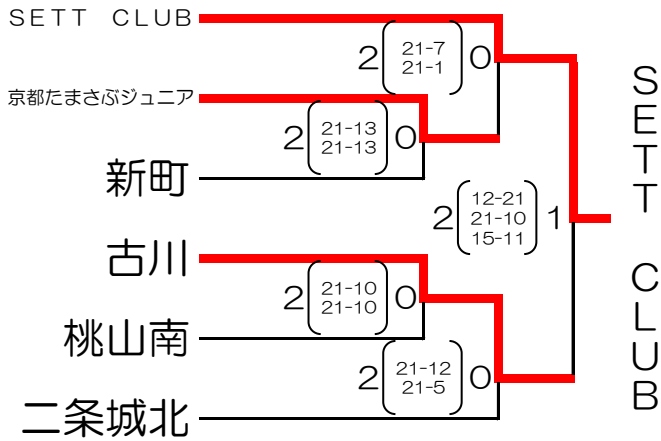 SETT CLUB
2 21-7 0
21-1
京都たまさぶジュニア
2 21-13 0
21-13
新町
2 12-21 1
21-10
15-11
古川
2 21-10 0
21-10
桃山南
2 21-12 0
21-5
二条城北
SETT CLUB